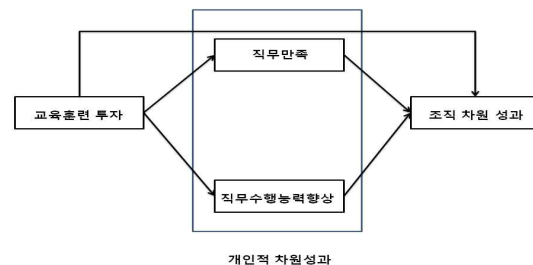 직무만족
교육훈련 투자
조직 차원 성과
직무수행능력향상
개인적 차원성과